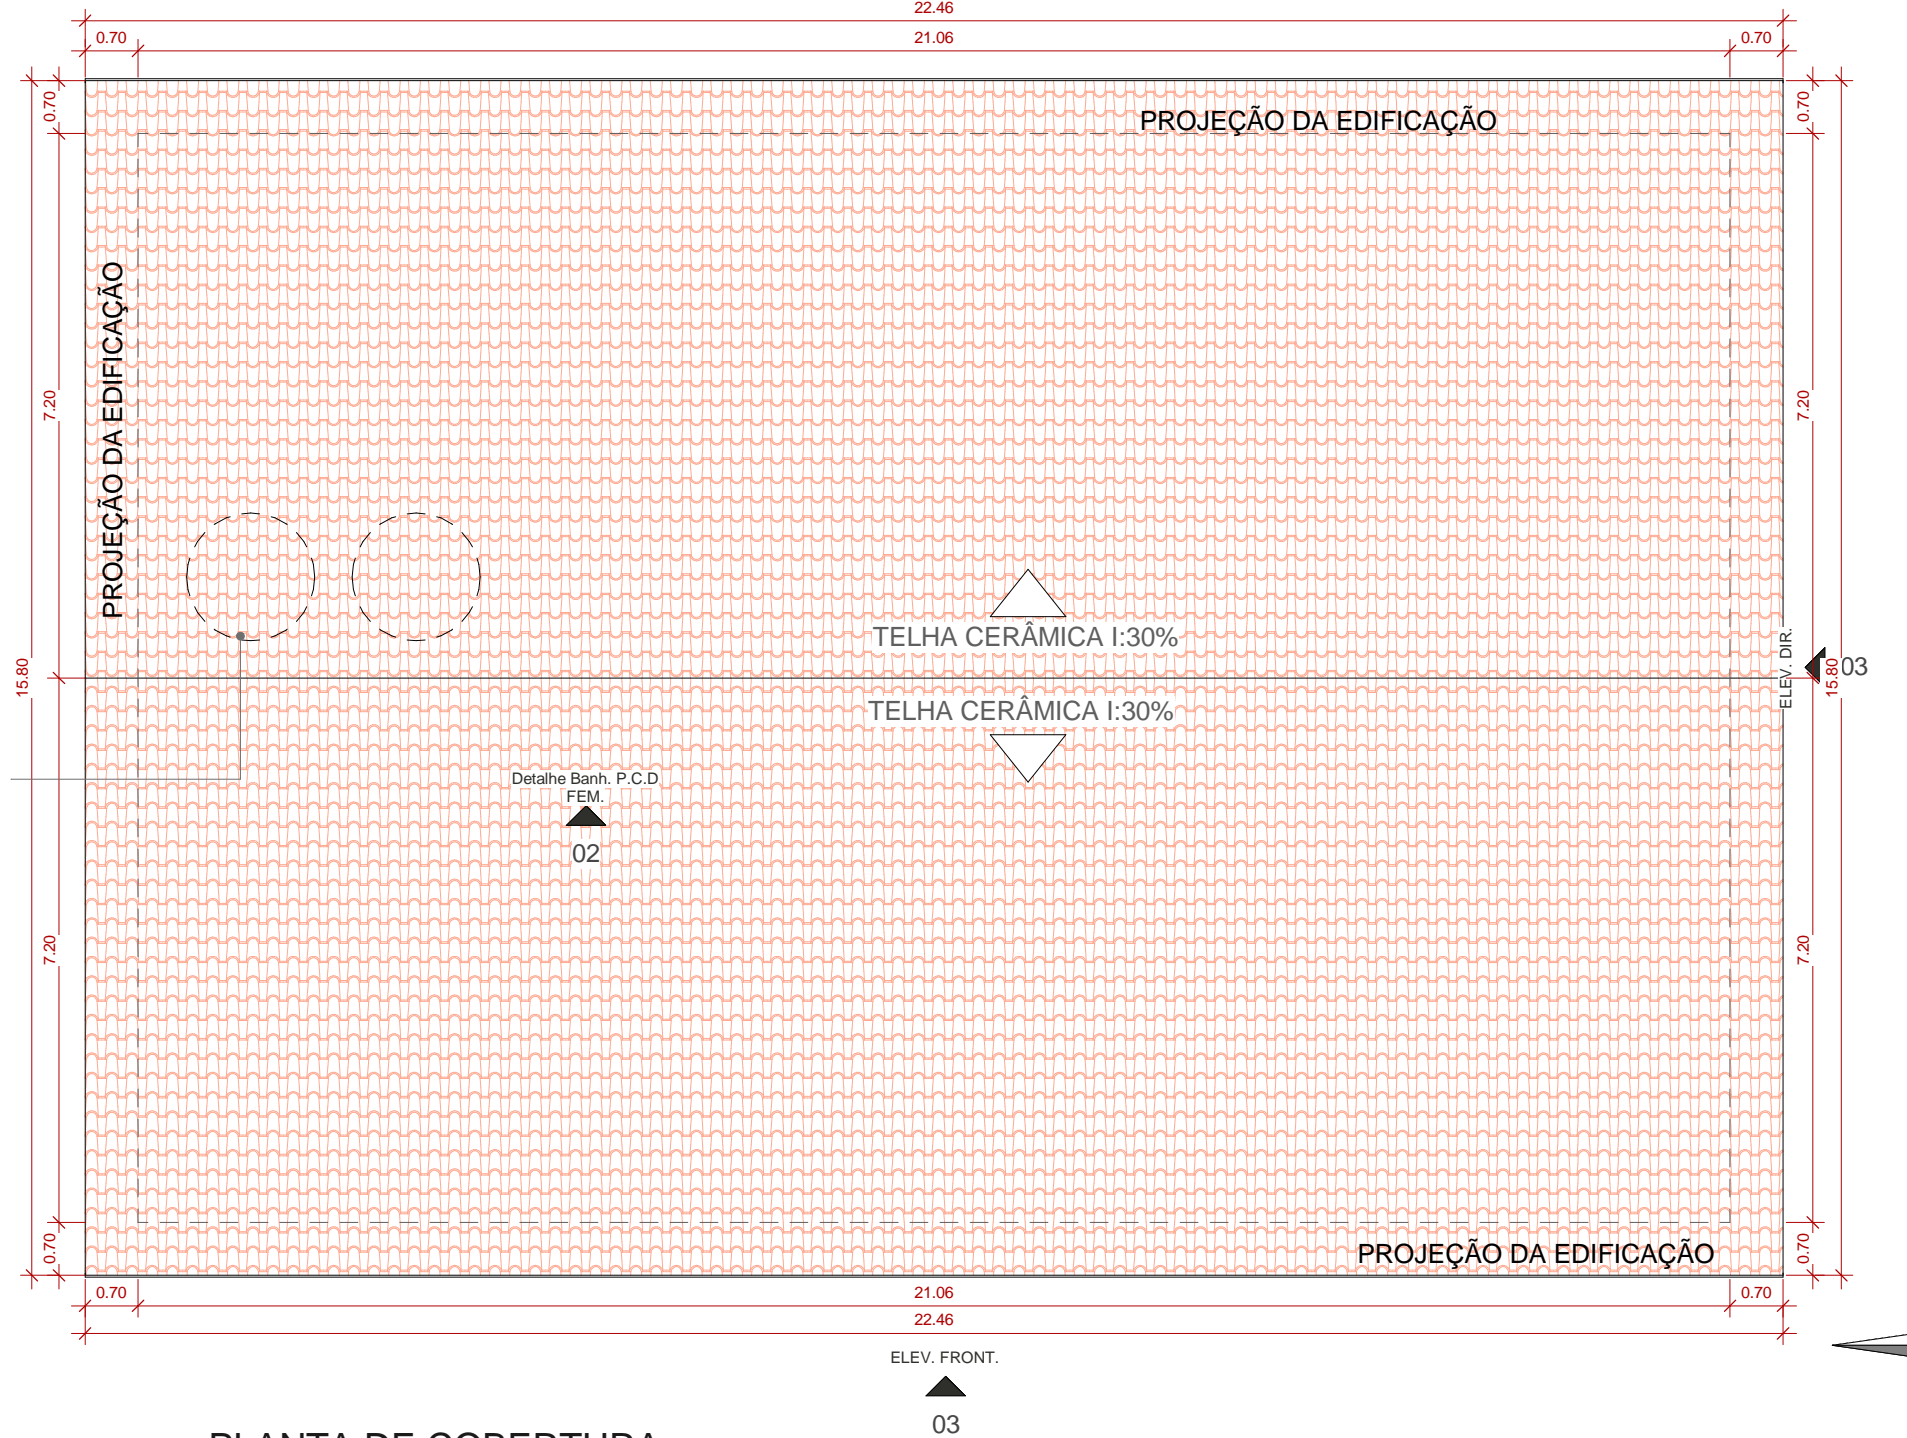 22.46
0.70
21.06
0.70
0.70
0.70
PROJEÇÃO DA EDIFICAÇÃO
PROJEÇÃO DA EDIFICAÇÃO
7.20
7.20
TELHA CERÂMICA I:30%
15.80
ELEV. DIR.
15.80
03
TELHA CERÂMICA I:30%
Detalhe Banh. P.C.D
FEM.
02
7.20
7.20
0.70
PROJEÇÃO DA EDIFICAÇÃO
0.70
0.70
21.06
0.70
22.46
ELEV. FRONT.
03
PLANTA DE COBERTURA